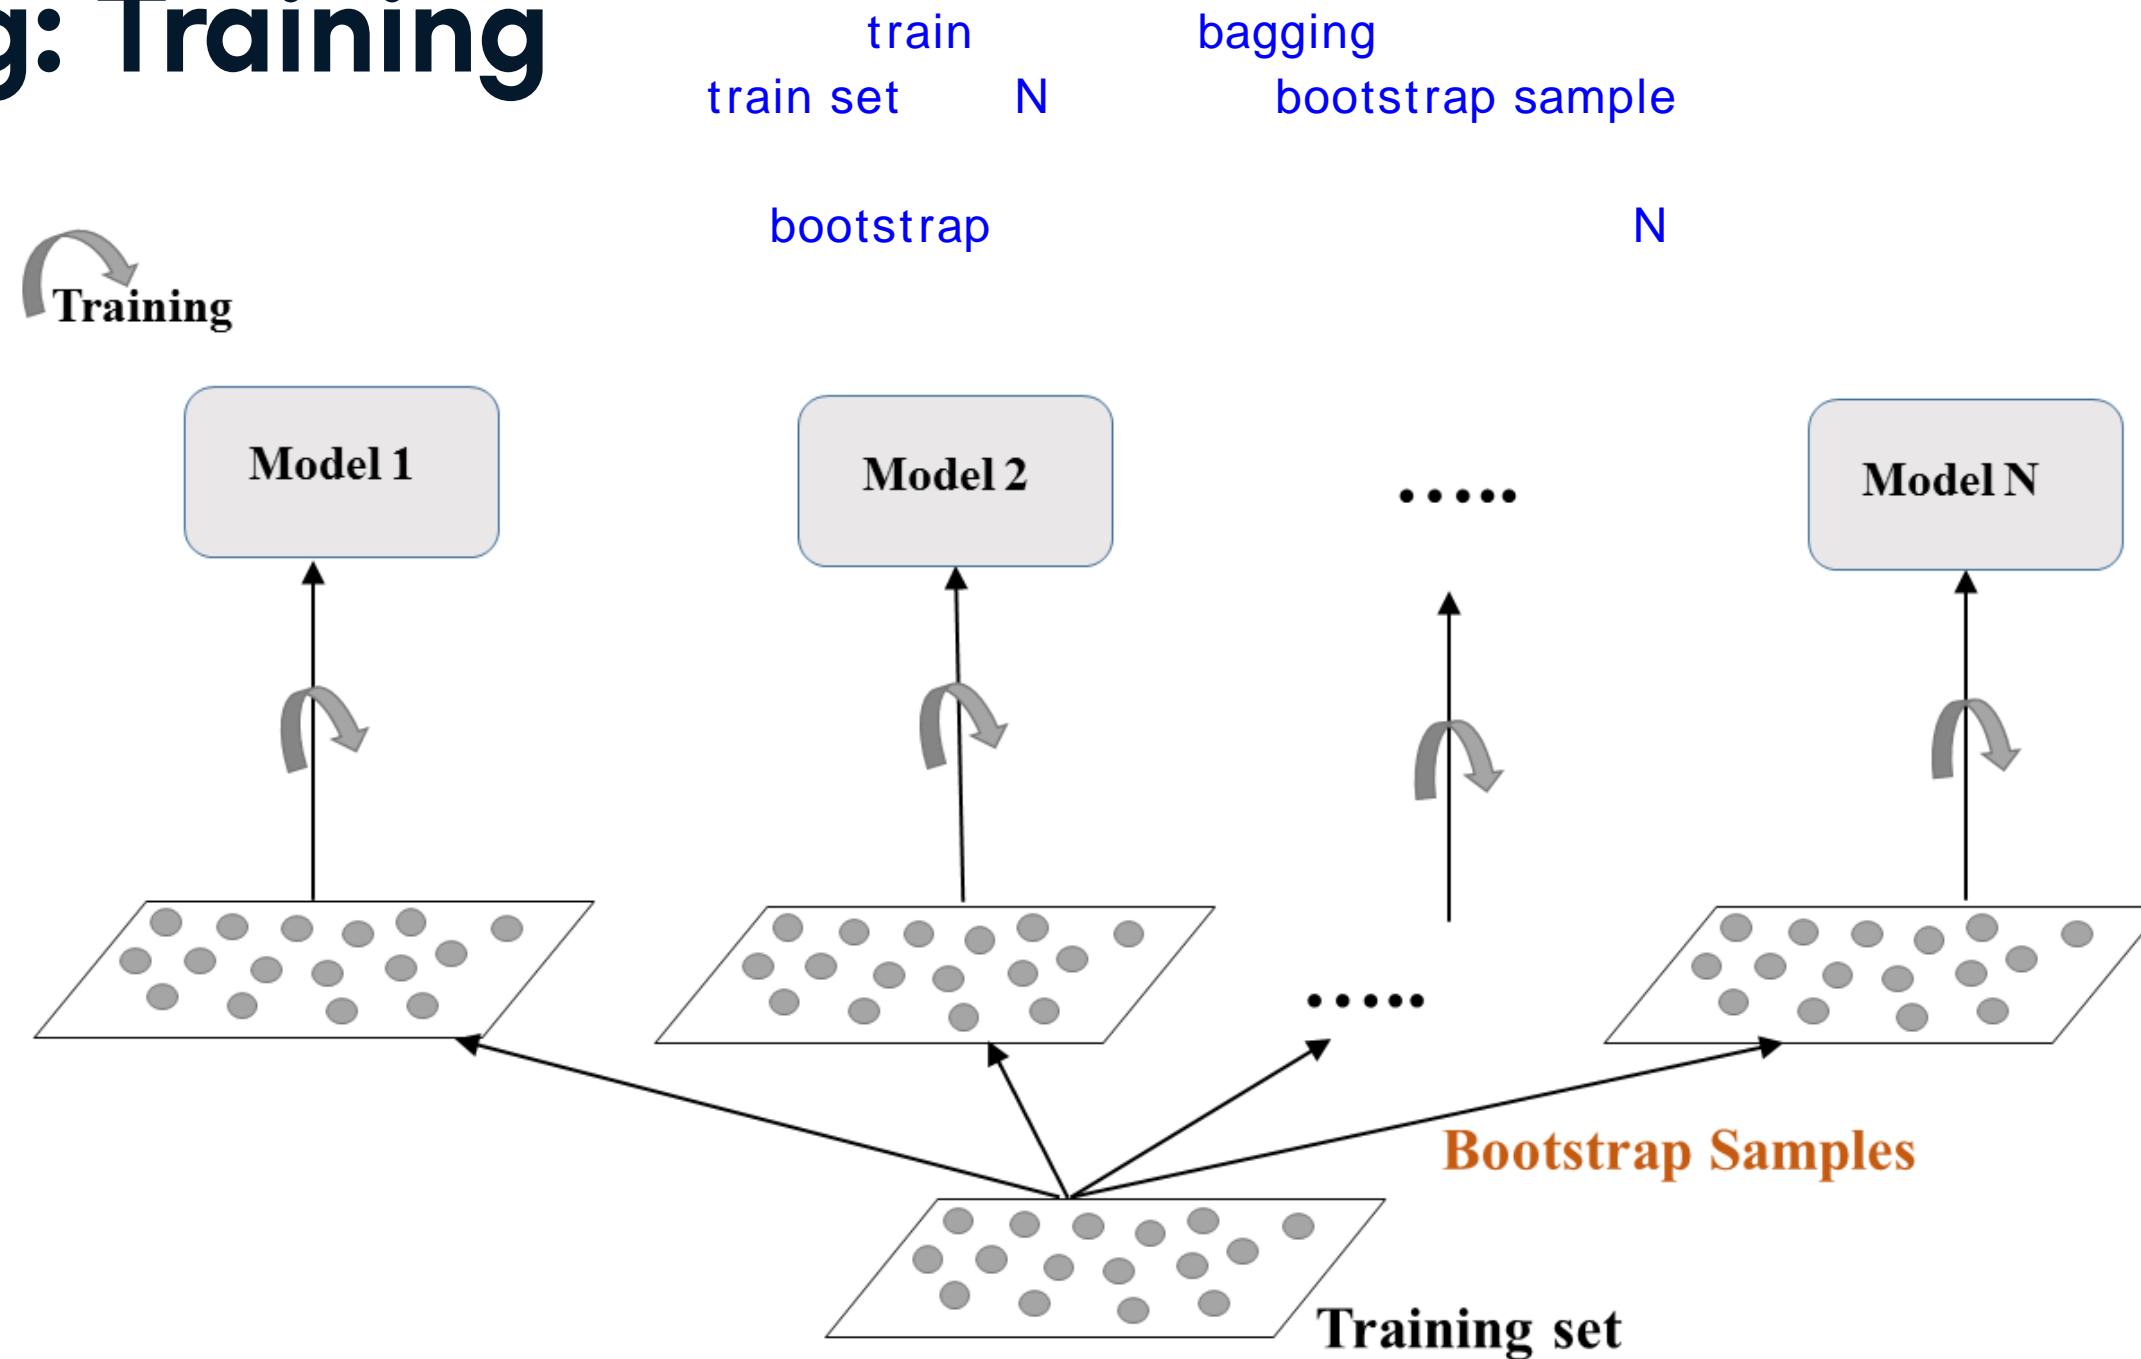 g: Training
train bagging
train set N bootstrap sample
bootstrap N
Training
Model 1
Model 2
.....
Model N
.....
Bootstrap Samples
Training set